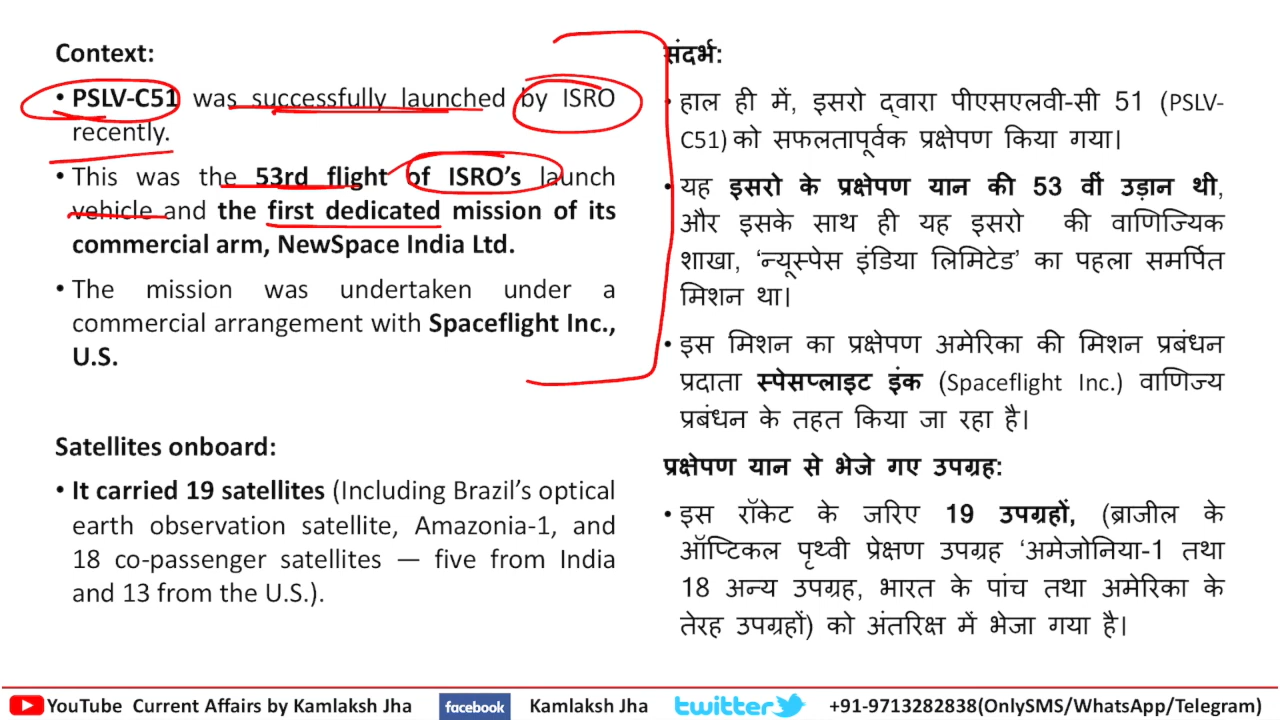 Context:
• PSLV-C51 was successfully launched by ISRO
recently.
• This was the 53rd flight of ISRO's launch
vehicle and the first dedicated mission of its
commercial arm, NewSpace India Ltd.
• The mission was undertaken under a
commercial arrangement with Spaceflight Inc.,
U.S.
Satellites onboard:
• It carried 19 satellites (Including Brazil's optical
earth observation satellite, Amazonia-1, and
18 co-passenger satellites — five from India
and 13 from the U.S.).
संदर्भ:
• हाल ही में, इसरो द्वारा पीएसएलवी-सी 51 (PSLV-
C51) को सफलतापूर्वक प्रक्षेपण किया गया।
• यह इसरो के प्रक्षेपण यान की 53 वीं उड़ान थी,
और इसके साथ ही यह इसरो की वाणिज्यिक
शाखा, 'न्यूस्पेस इंडिया लिमिटेड' का पहला समर्पित
मिशन था।
• इस मिशन का प्रक्षेपण अमेरिका की मिशन प्रबंधन
प्रदाता स्पेसप्लाइट इंक (Spaceflight Inc.) वाणिज्य
प्रबंधन के तहत किया जा रहा है।
प्रक्षेपण यान से भेजे गए उपग्रह:
• इस रॉकेट के जरिए 19 उपग्रहों, (ब्राजील के
ऑप्टिकल पृथ्वी प्रेक्षण उपग्रह 'अमेजोनिया-1 तथा
18 अन्य उपग्रह, भारत के पांच तथा अमेरिका के
तेरह उपग्रहों) को अंतरिक्ष में भेजा गया है।
YouTube Current Affairs by Kamlaksh Jha facebook Kamlaksh Jha twitter +91-9713282838(OnlySMS/WhatsApp/Telegram)